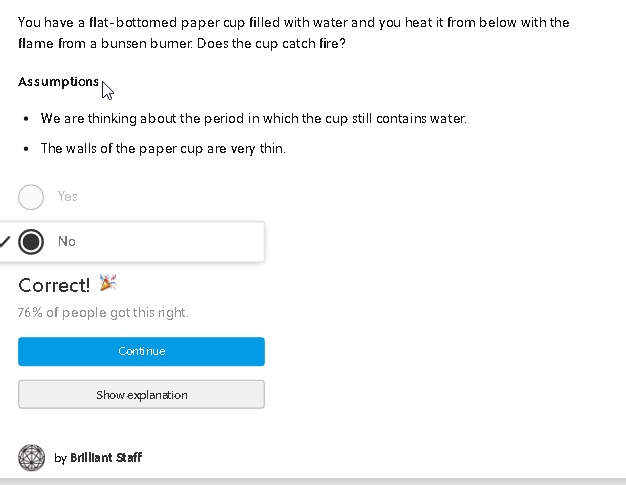 You have a flat-bottomed paper cup filled with water and you heat it from below with the
flame from a bunsen burner. Does the cup catch fire?
Assumptions
• We are thinking about the period in which the cup still contains water.
• The walls of the paper cup are very thin.
Yes
No
Correct! 🎉
76% of people got this right.
Continue
Show explanation
by Brilliant Staff